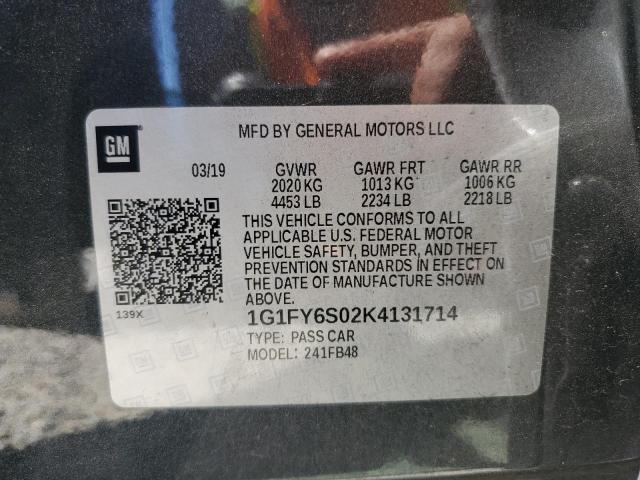 GM
MFD BY GENERAL MOTORS LLC
03/19 GVWR GAWR FRT GAWR RR
2020 KG 1013 KG 1006 KG
4453 LB 2234 LB 2218 LB
THIS VEHICLE CONFORMS TO ALL
APPLICABLE U.S. FEDERAL MOTOR
VEHICLE SAFETY, BUMPER, AND THEFT
PREVENTION STANDARDS IN EFFECT ON
THE DATE OF MANUFACTURE SHOWN
ABOVE.
139X
1G1FY6S02K4131714
TYPE: PASS CAR
MODEL: 241FB48